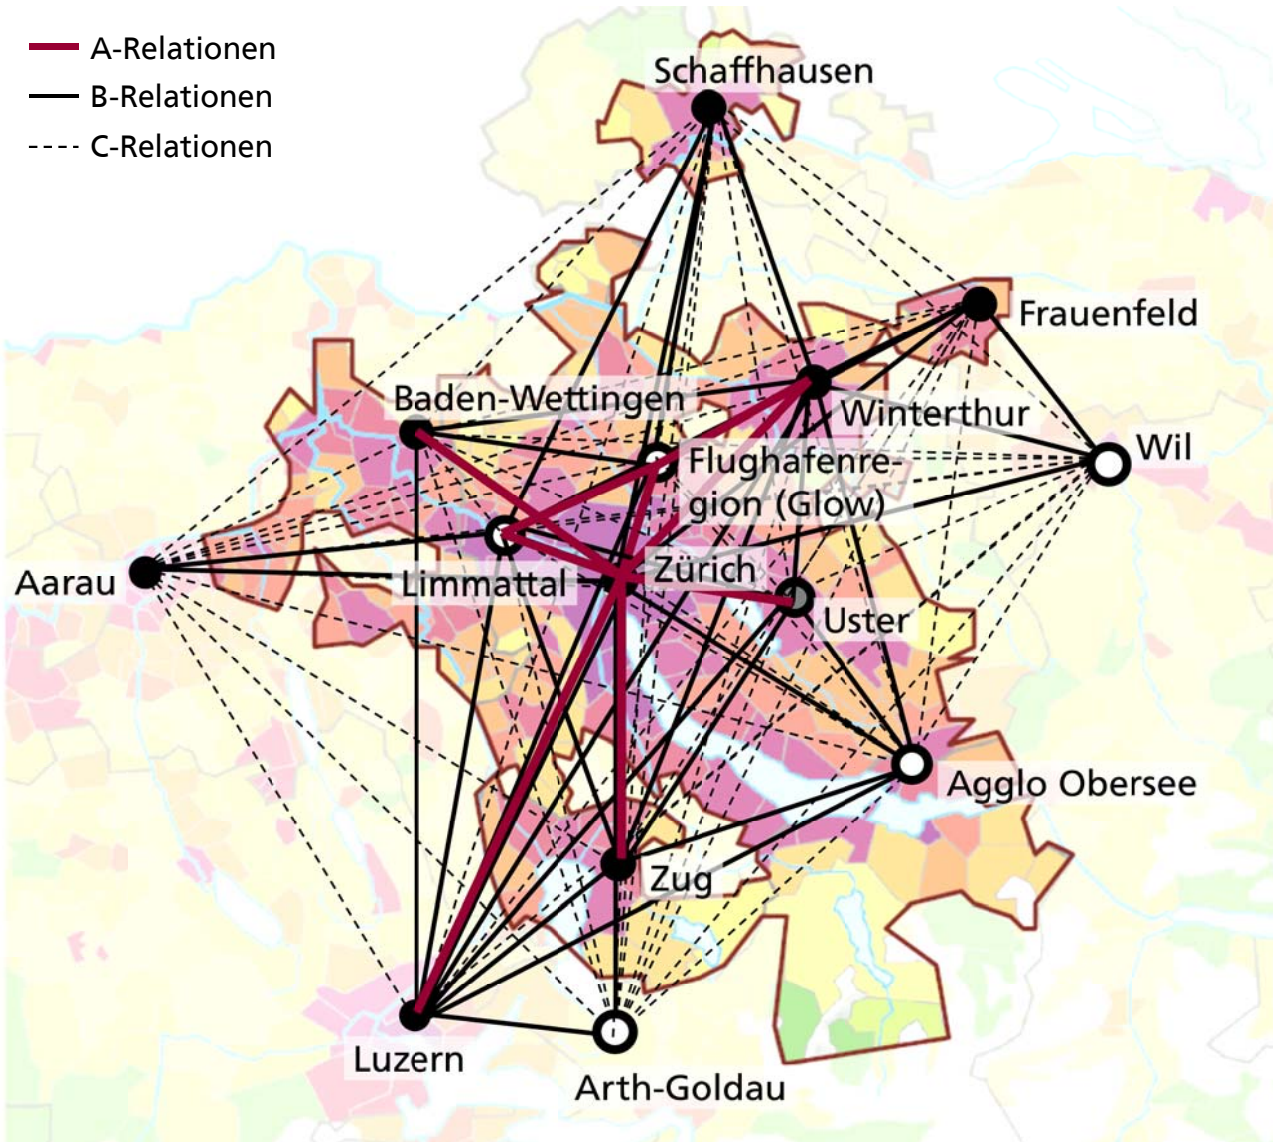 A-Relationen
B-Relationen
C-Relationen
Schaffhausen
Frauenfeld
Baden-Wettingen
Winterthur
Wil
Flughafenre-
gion (Glow)
Aarau
Limmattal
Zürich
Uster
Agglo Obersee
Zug
Luzern
Arth-Goldau